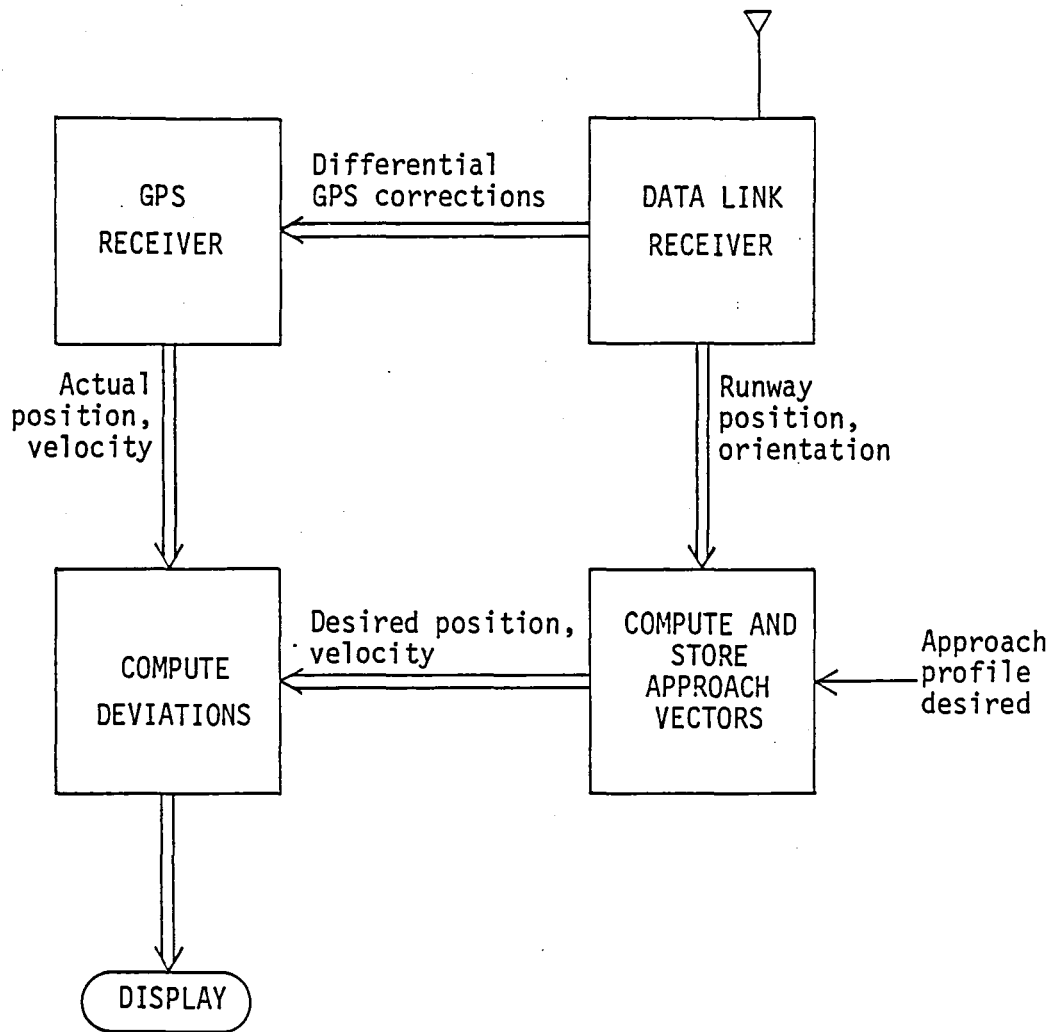 Differential
GPS corrections
GPS
RECEIVER
DATA LINK
RECEIVER
Actual
position,
velocity
Runway
position,
orientation
Desired position,
velocity
COMPUTE
DEVIATIONS
COMPUTE AND
STORE
APPROACH
VECTORS
Approach
profile
desired
DISPLAY